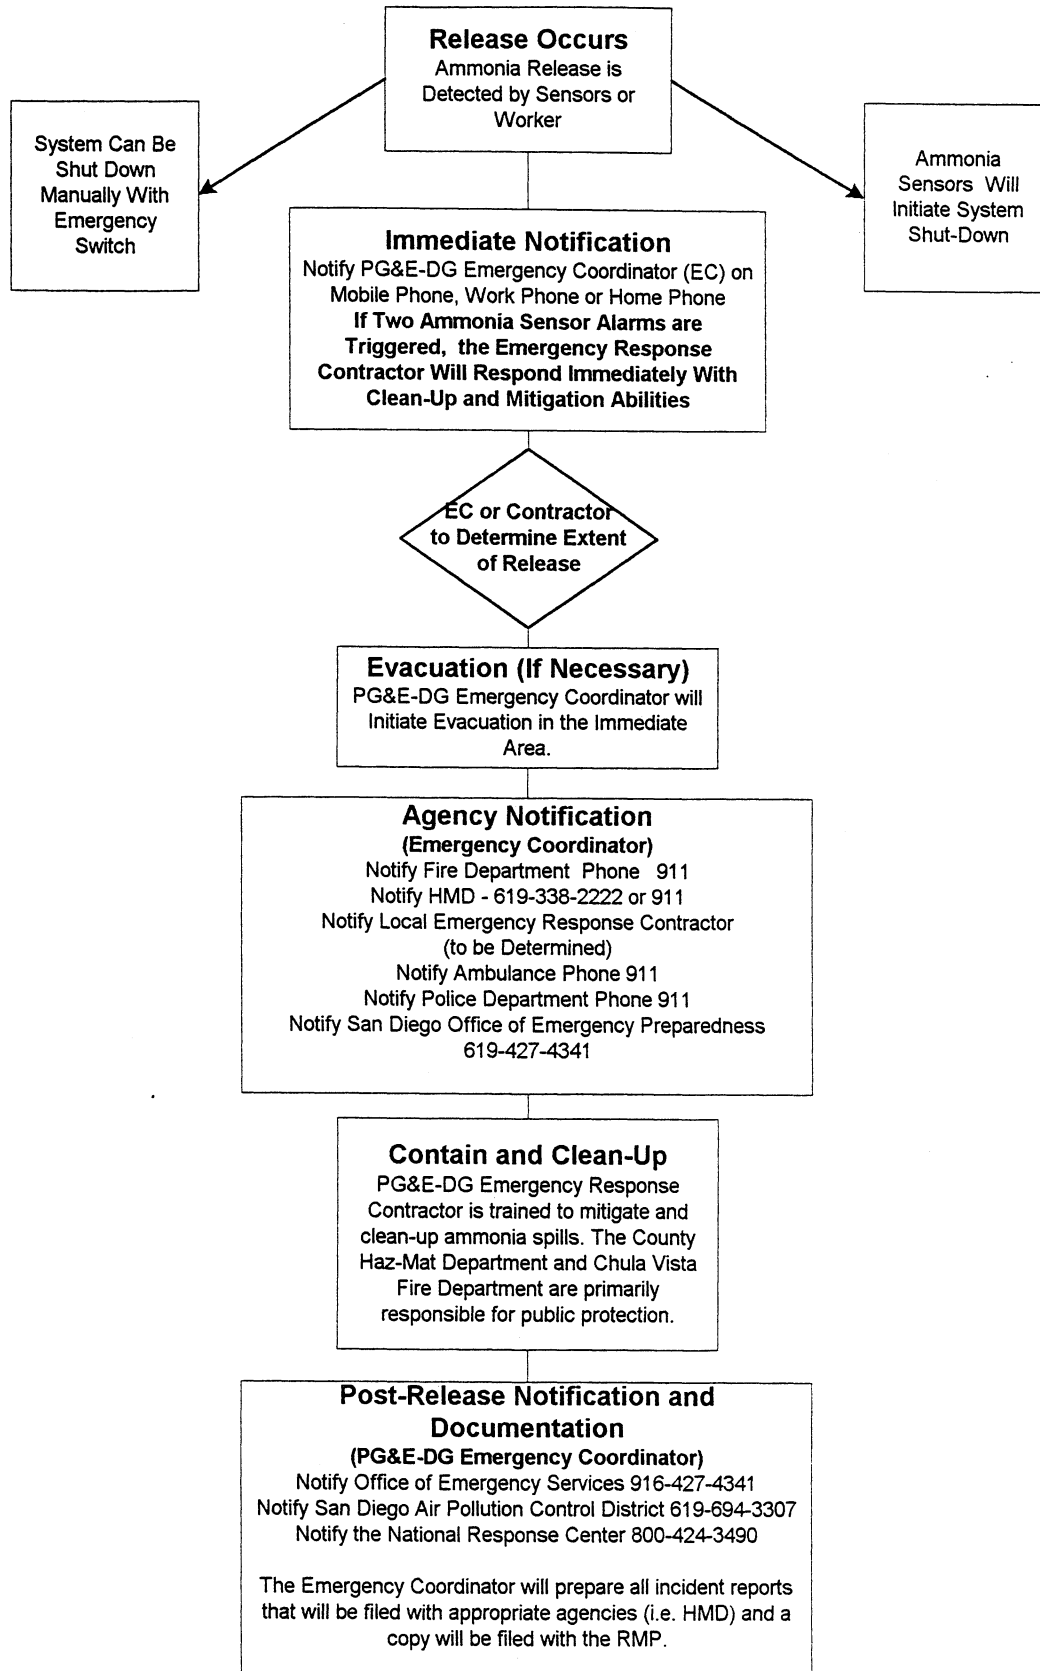 Release Occurs
Ammonia Release is
Detected by Sensors or
Worker
System Can Be
Shut Down
Manually With
Emergency
Switch
Ammonia
Sensors Will
Initiate System
Shut-Down
Immediate Notification
Notify PG&E-DG Emergency Coordinator (EC) on
Mobile Phone, Work Phone or Home Phone
If Two Ammonia Sensor Alarms are
Triggered, the Emergency Response
Contractor Will Respond Immediately With
Clean-Up and Mitigation Abilities
EC or Contractor
to Determine Extent
of Release
Evacuation (If Necessary)
PG&E-DG Emergency Coordinator will
Initiate Evacuation in the Immediate
Area.
Agency Notification
(Emergency Coordinator)
Notify Fire Department Phone 911
Notify HMD - 619-338-2222 or 911
Notify Local Emergency Response Contractor
(to be Determined)
Notify Ambulance Phone 911
Notify Police Department Phone 911
Notify San Diego Office of Emergency Preparedness
619-427-4341
Contain and Clean-Up
PG&E-DG Emergency Response
Contractor is trained to mitigate and
clean-up ammonia spills. The County
Haz-Mat Department and Chula Vista
Fire Department are primarily
responsible for public protection.
Post-Release Notification and
Documentation
(PG&E-DG Emergency Coordinator)
Notify Office of Emergency Services 916-427-4341
Notify San Diego Air Pollution Control District 619-694-3307
Notify the National Response Center 800-424-3490
The Emergency Coordinator will prepare all incident reports
that will be filed with appropriate agencies (i.e. HMD) and a
copy will be filed with the RMP.